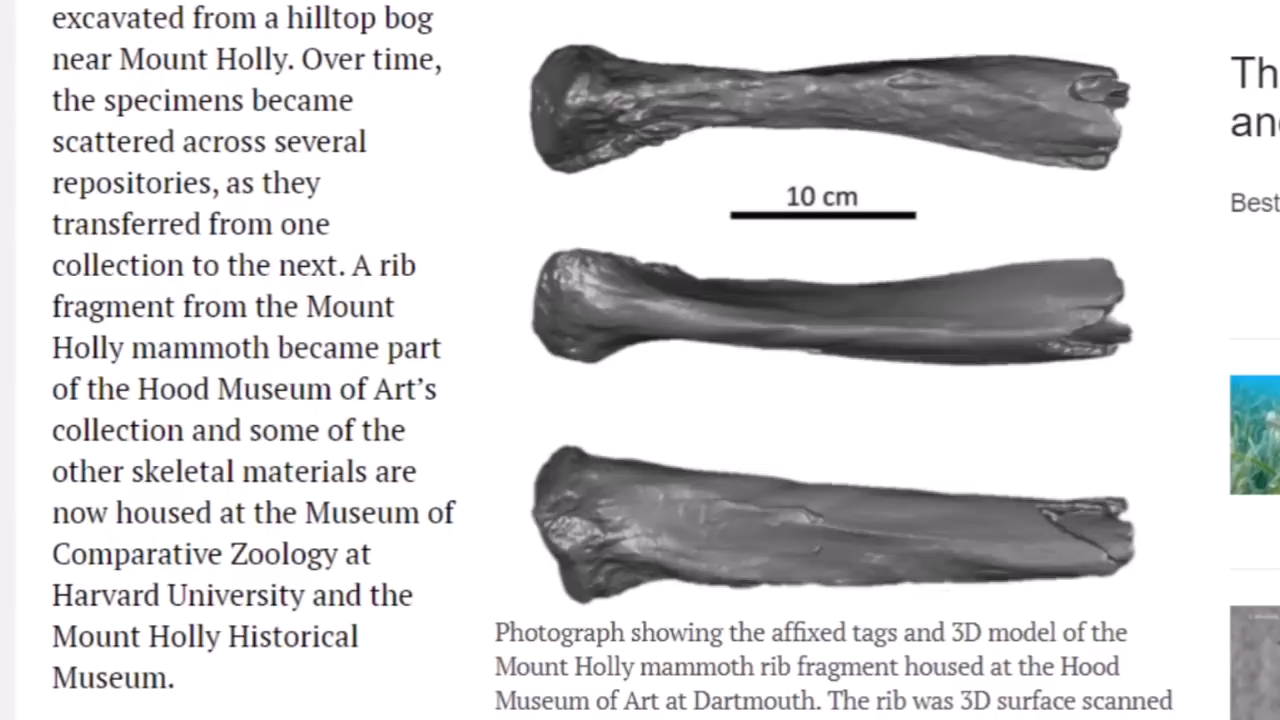 excavated from a hilltop bog
near Mount Holly. Over time,
the specimens became
scattered across several
repositories, as they
transferred from one
collection to the next. A rib
fragment from the Mount
Holly mammoth became part
of the Hood Museum of Art’s
collection and some of the
other skeletal materials are
now housed at the Museum of
Comparative Zoology at
Harvard University and the
Mount Holly Historical
Museum.
10 cm
Photograph showing the affixed tags and 3D model of the
Mount Holly mammoth rib fragment housed at the Hood
Museum of Art at Dartmouth. The rib was 3D surface scanned
Th
an
Best